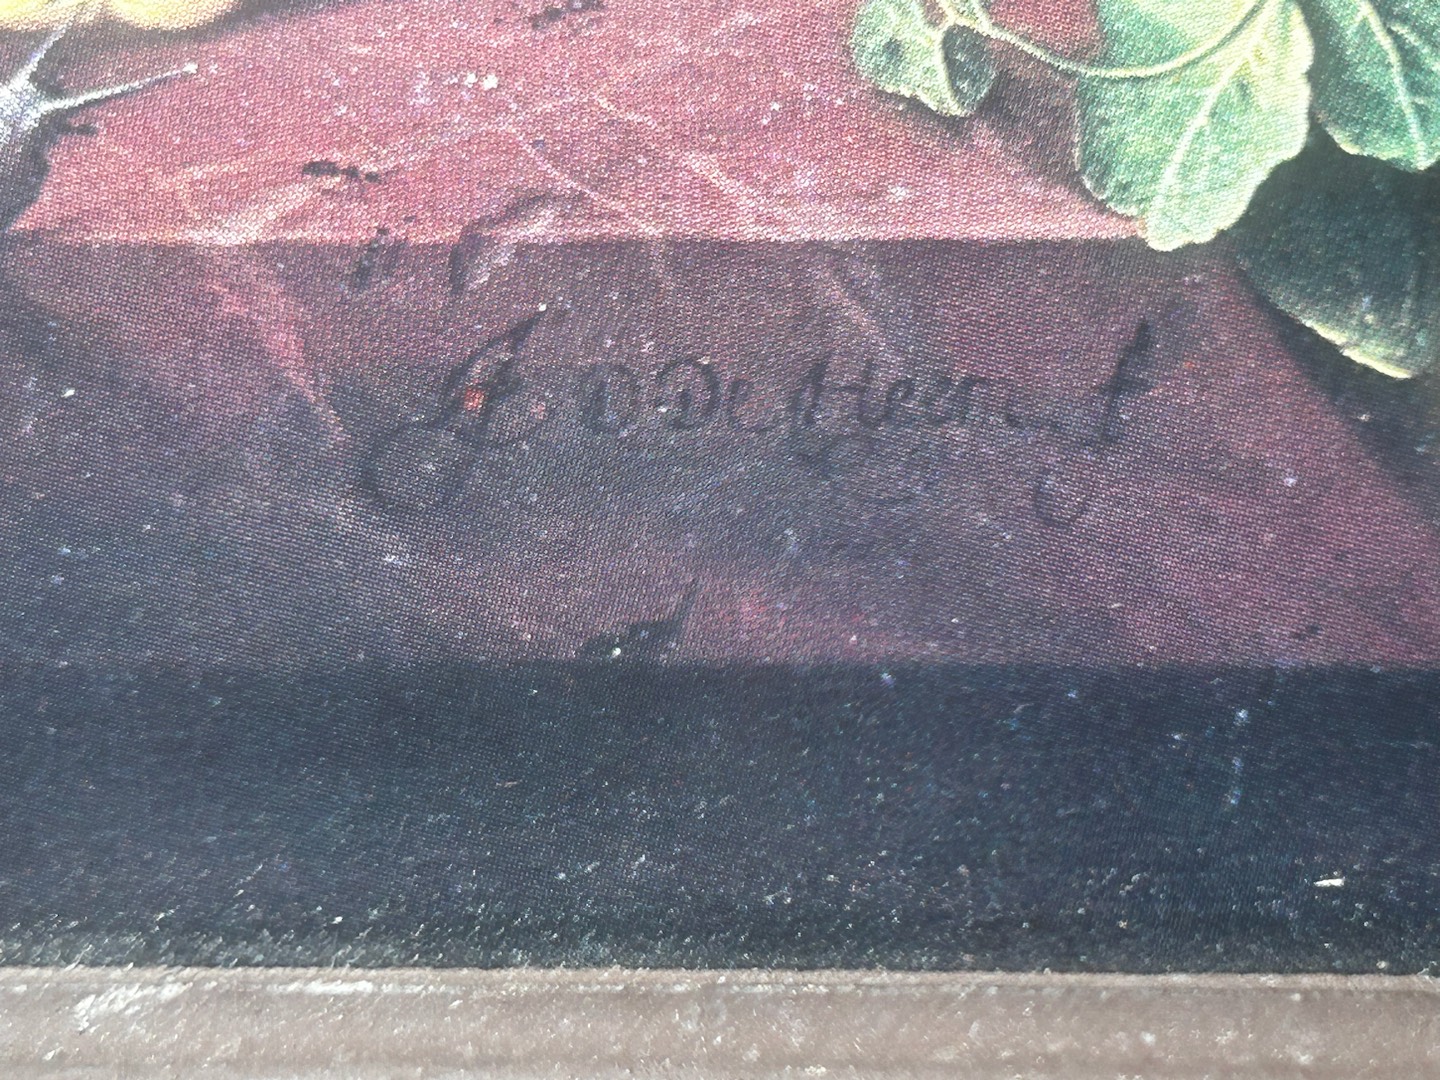 J. D De Heem f